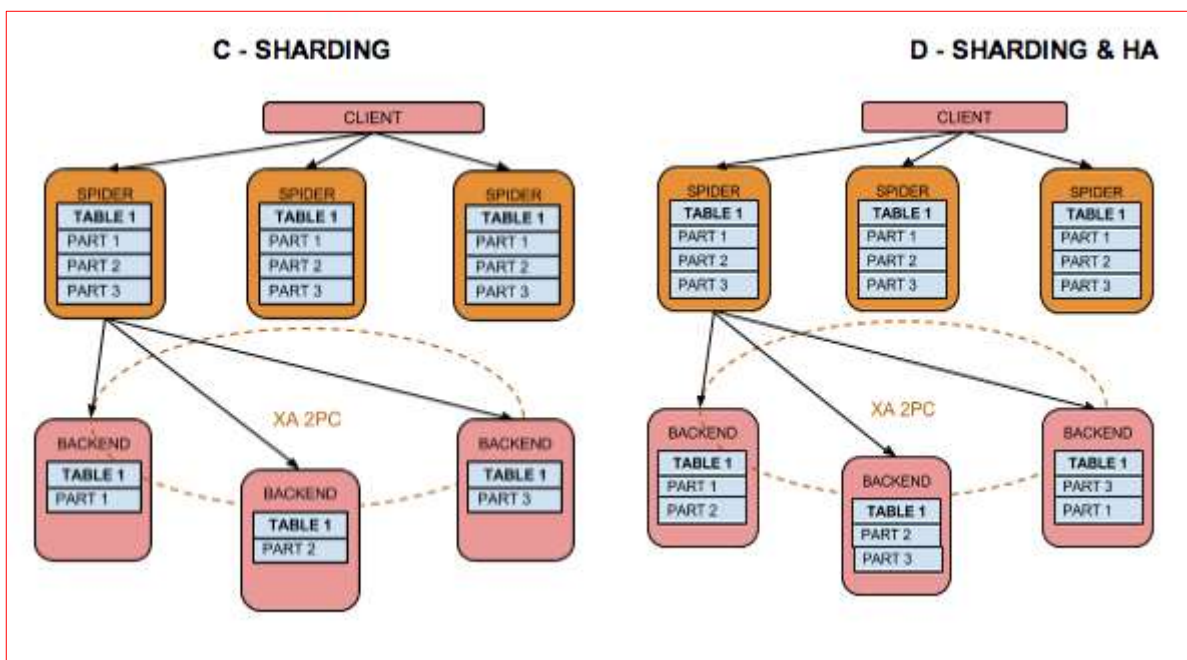 C - SHARDING
CLIENT
SPIDER
TABLE 1
PART 1
PART 2
PART 3
SPIDER
TABLE 1
PART 1
PART 2
PART 3
SPIDER
TABLE 1
PART 1
PART 2
PART 3
XA 2PC
BACKEND
TABLE 1
PART 1
BACKEND
TABLE 1
PART 2
BACKEND
TABLE 1
PART 3
D - SHARDING & HA
CLIENT
SPIDER
TABLE 1
PART 1
PART 2
PART 3
SPIDER
TABLE 1
PART 1
PART 2
PART 3
SPIDER
TABLE 1
PART 1
PART 2
PART 3
XA 2PC
BACKEND
TABLE 1
PART 1
PART 2
BACKEND
TABLE 1
PART 2
PART 3
BACKEND
TABLE 1
PART 3
PART 1